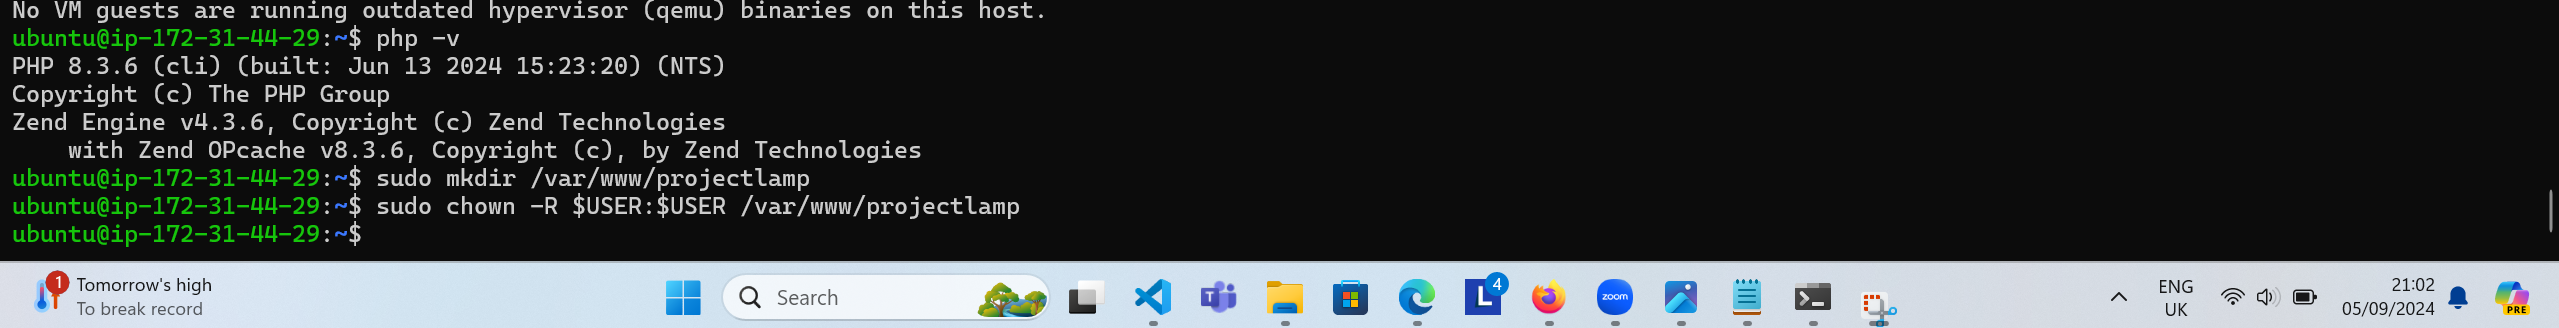 No VM guests are running outdated hypervisor (qemu) binaries on this host.
ubuntu@ip-172-31-44-29:~$ php -v
PHP 8.3.6 (cli) (built: Jun 13 2024 15:23:20) (NTS)
Copyright (c) The PHP Group
Zend Engine v4.3.6, Copyright (c) Zend Technologies
    with Zend OPcache v8.3.6, Copyright (c), by Zend Technologies
ubuntu@ip-172-31-44-29:~$ sudo mkdir /var/www/projectlamp
ubuntu@ip-172-31-44-29:~$ sudo chown -R $USER:$USER /var/www/projectlamp
ubuntu@ip-172-31-44-29:~$
1
Tomorrow's high
To break record
Search
T
L
4
zoom
ENG
UK
21:02
05/09/2024
PRE